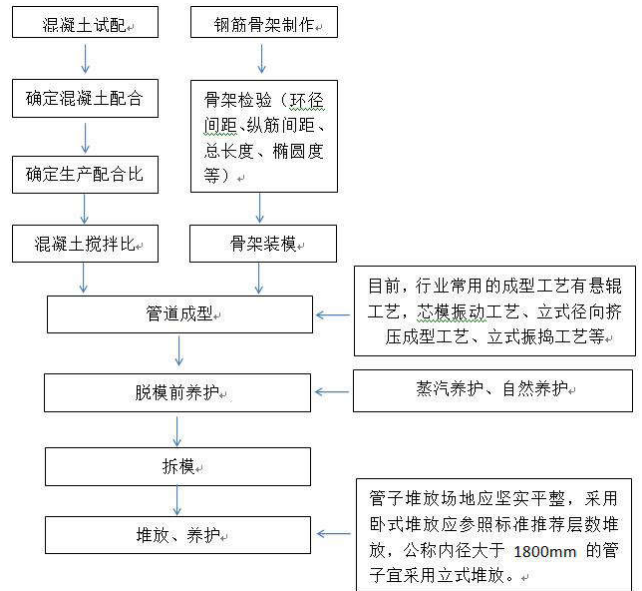 混凝土试配
钢筋骨架制作
确定混凝土配合
骨架检验（环径
间距、纵筋间距、
总长度、椭圆度
等）
确定生产配合比
混凝土搅拌比
骨架装模
目前，行业常用的成型工艺有悬辊
工艺，芯模振动工艺、立式径向挤
压成型工艺、立式振捣工艺等
管道成型
脱模前养护
蒸汽养护、自然养护
拆模
管子堆放场地应坚实平整，采用
卧式堆放应参照标准推荐层数堆
放，公称内径大于 1800mm 的管
子宜采用立式堆放。
堆放、养护